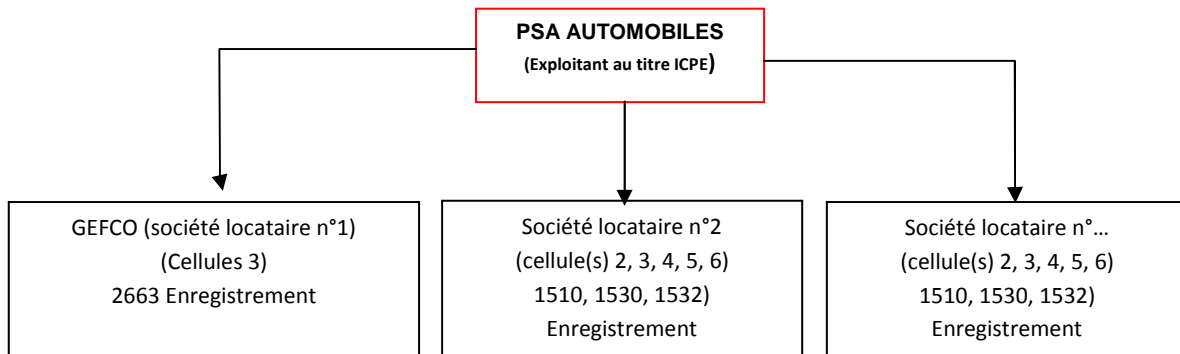 PSA AUTOMOBILES
(Exploitant au titre ICPE)
GEFCO (société locataire n°1)
(Cellules 3)
2663 Enregistrement
Société locataire n°2
(cellule(s) 2, 3, 4, 5, 6)
1510, 1530, 1532)
Enregistrement
Société locataire n°...
(cellule(s) 2, 3, 4, 5, 6)
1510, 1530, 1532)
Enregistrement